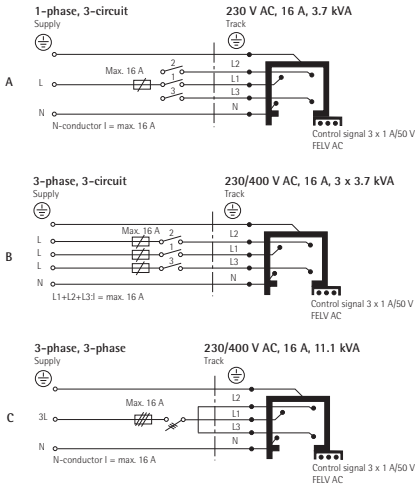 1-phase, 3-circuit
230 V AC, 16 A, 3.7 kVA
Supply
Track
A
Max. 16 A
2
L2
L
1
L1
3
L3
N
N
N-conductor I = max. 16 A
Control signal 3 x 1 A/50 V
FELV AC
3-phase, 3-circuit
230/400 V AC, 16 A, 3 x 3.7 kVA
Supply
Track
B
Max. 16 A
2
L2
L
1
L1
L
3
L3
L
N
N
L1+L2+L3:I = max. 16 A
Control signal 3 x 1 A/50 V
FELV AC
3-phase, 3-phase
230/400 V AC, 16 A, 11.1 kVA
Supply
Track
C
Max. 16 A
L2
3L
L1
L3
N
N
N-conductor I = max. 16 A
Control signal 3 x 1 A/50 V
FELV AC